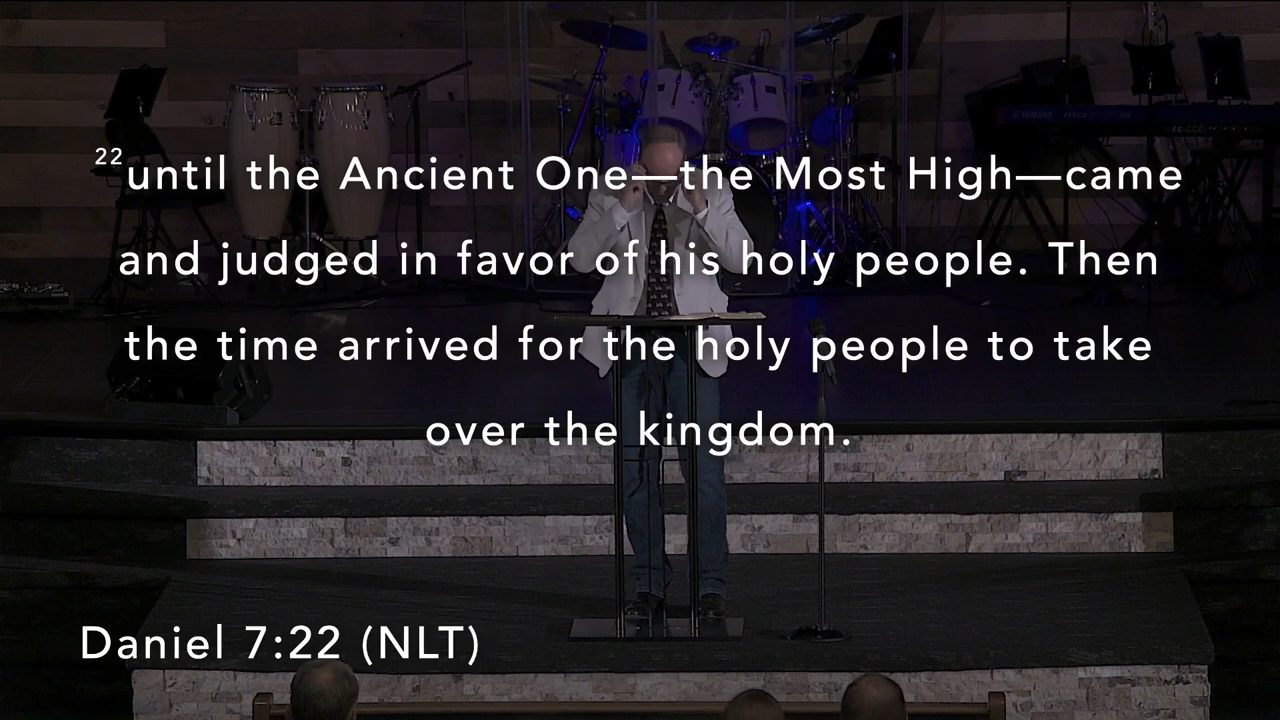 22until the Ancient One—the Most High—came
and judged in favor of his holy people. Then
the time arrived for the holy people to take
over the kingdom.
Daniel 7:22 (NLT)
YAMAHA